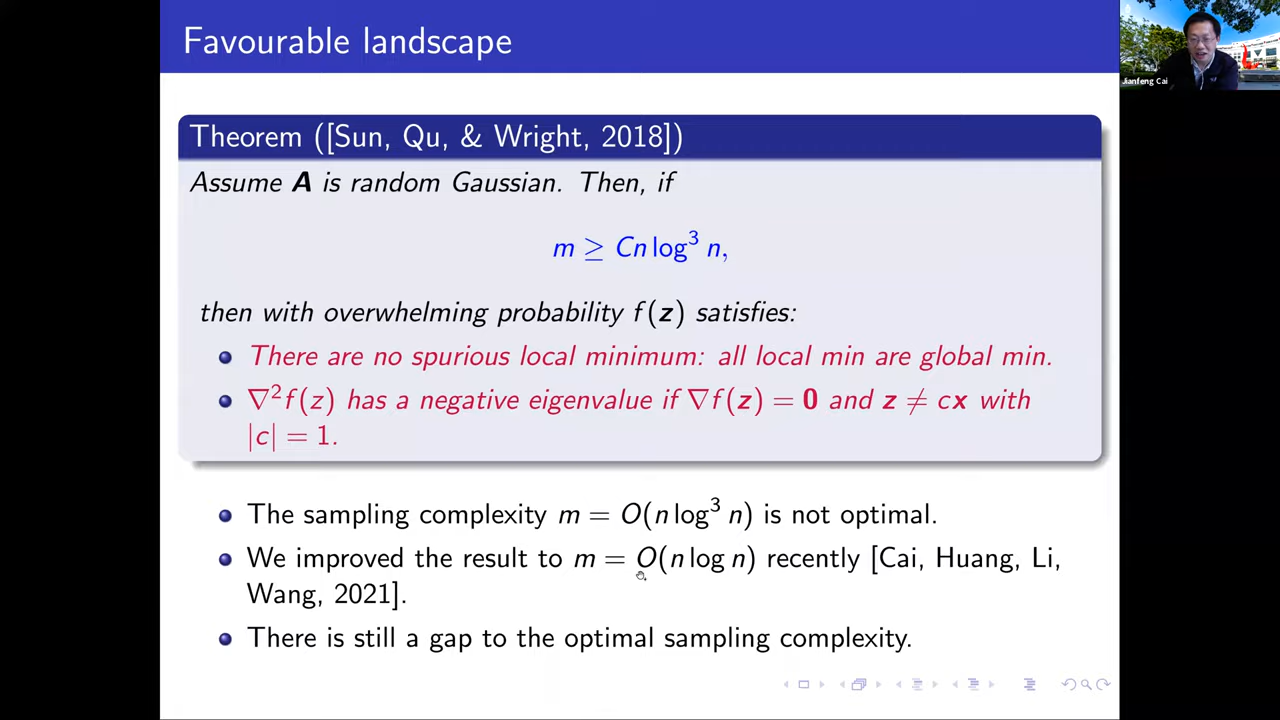 Favourable landscape
Jianfeng Cai
Theorem ([Sun, Qu, & Wright, 2018])
Assume A is random Gaussian. Then, if
m ≥ Cn log³ n,
then with overwhelming probability f(z) satisfies:
There are no spurious local minimum: all local min are global min.
∇²f(z) has a negative eigenvalue if ∇f(z) = 0 and z ≠ cx with
|c| = 1.
The sampling complexity m = O(n log³ n) is not optimal.
We improved the result to m = O(n log n) recently [Cai, Huang, Li,
Wang, 2021].
There is still a gap to the optimal sampling complexity.